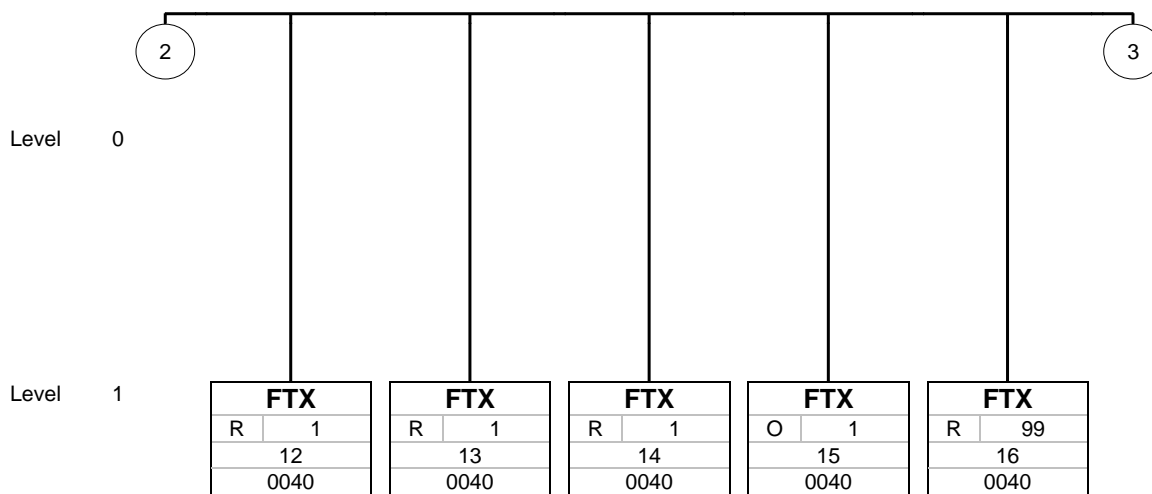 2 3
Level 0
Level 1
FTX FTX FTX FTX FTX
R 1 R 1 R 1 O 1 R 99
12 13 14 15 16
0040 0040 0040 0040 0040